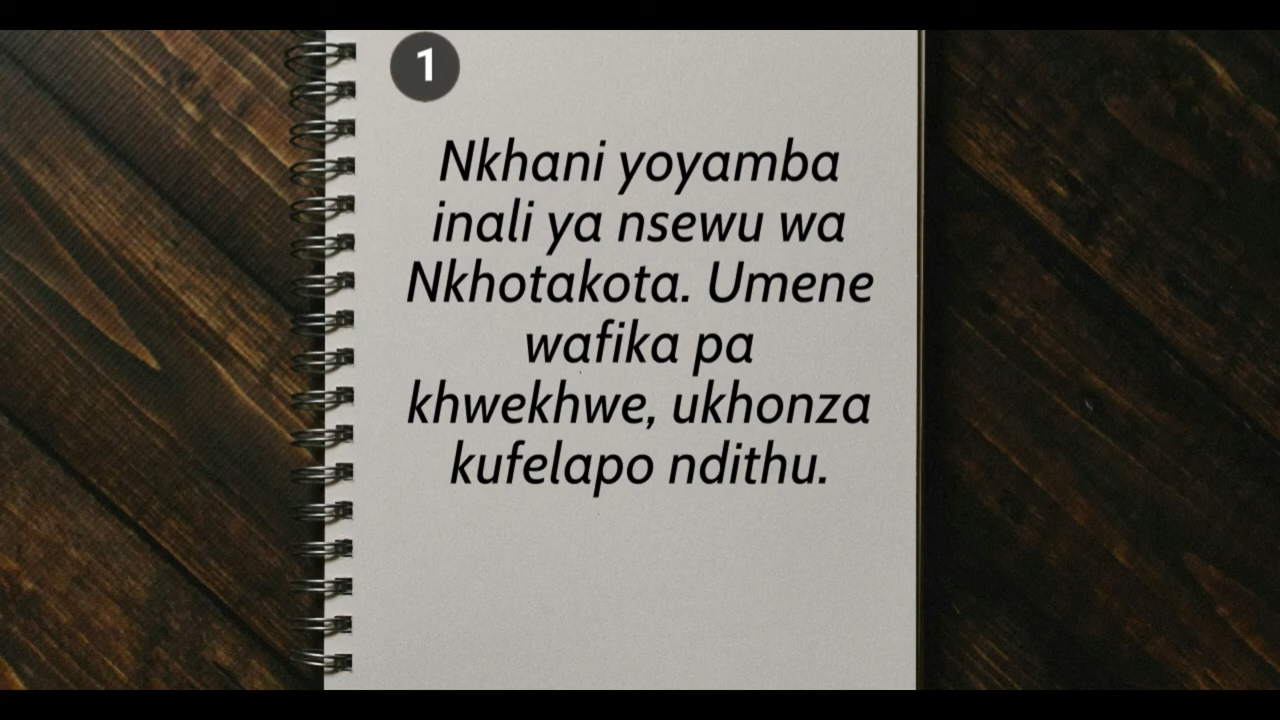 1
Nkhani yoyamba
inali ya nsewu wa
Nkhotakota. Umene
wafika pa
khwekhwe, ukhonza
kufelapo ndithu.